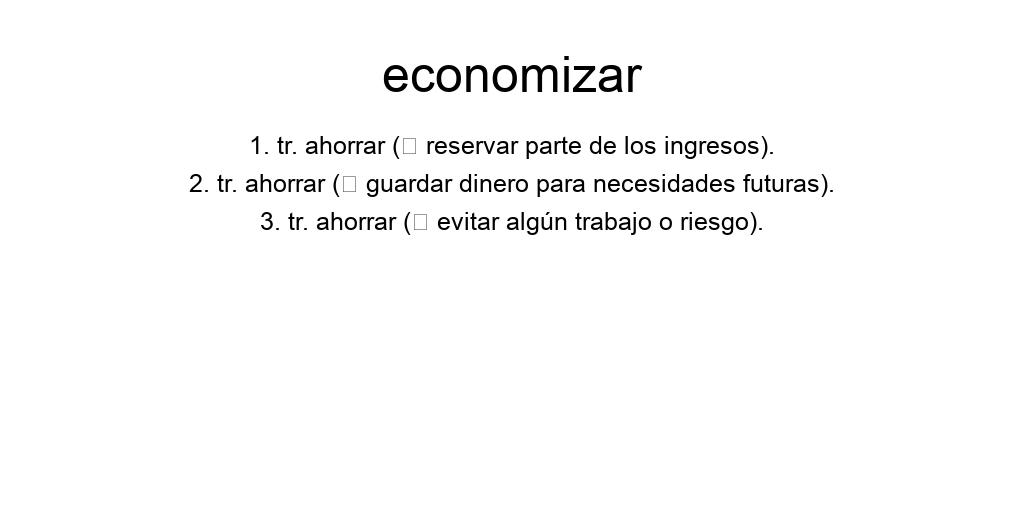 economizar
1. tr. ahorrar (□ reservar parte de los ingresos).
2. tr. ahorrar (□ guardar dinero para necesidades futuras).
3. tr. ahorrar (□ evitar algún trabajo o riesgo).